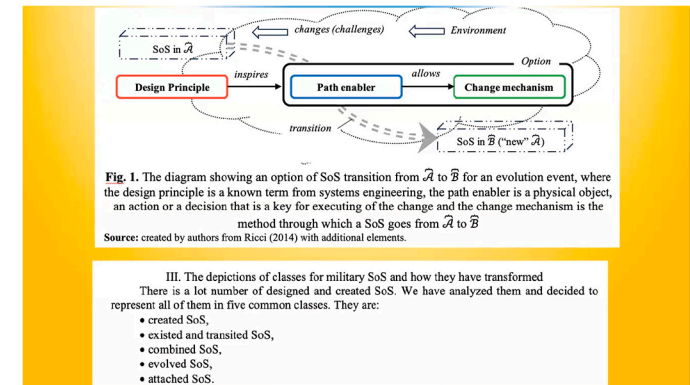 changes (challenges) Environment
SoS in Â
Option
inspires allows
Design Principle Path enabler Change mechanism
transition
SoS in B̂ ("new" Â)
Fig. 1. The diagram showing an option of SoS transition from Â to B̂ for an evolution event, where
the design principle is a known term from systems engineering, the path enabler is a physical object,
an action or a decision that is a key for executing of the change and the change mechanism is the
method through which a SoS goes from Â to B̂
Source: created by authors from Ricci (2014) with additional elements.
III. The depictions of classes for military SoS and how they have transformed
There is a lot number of designed and created SoS. We have analyzed them and decided to
represent all of them in five common classes. They are:
• created SoS,
• existed and transited SoS,
• combined SoS,
• evolved SoS,
• attached SoS.